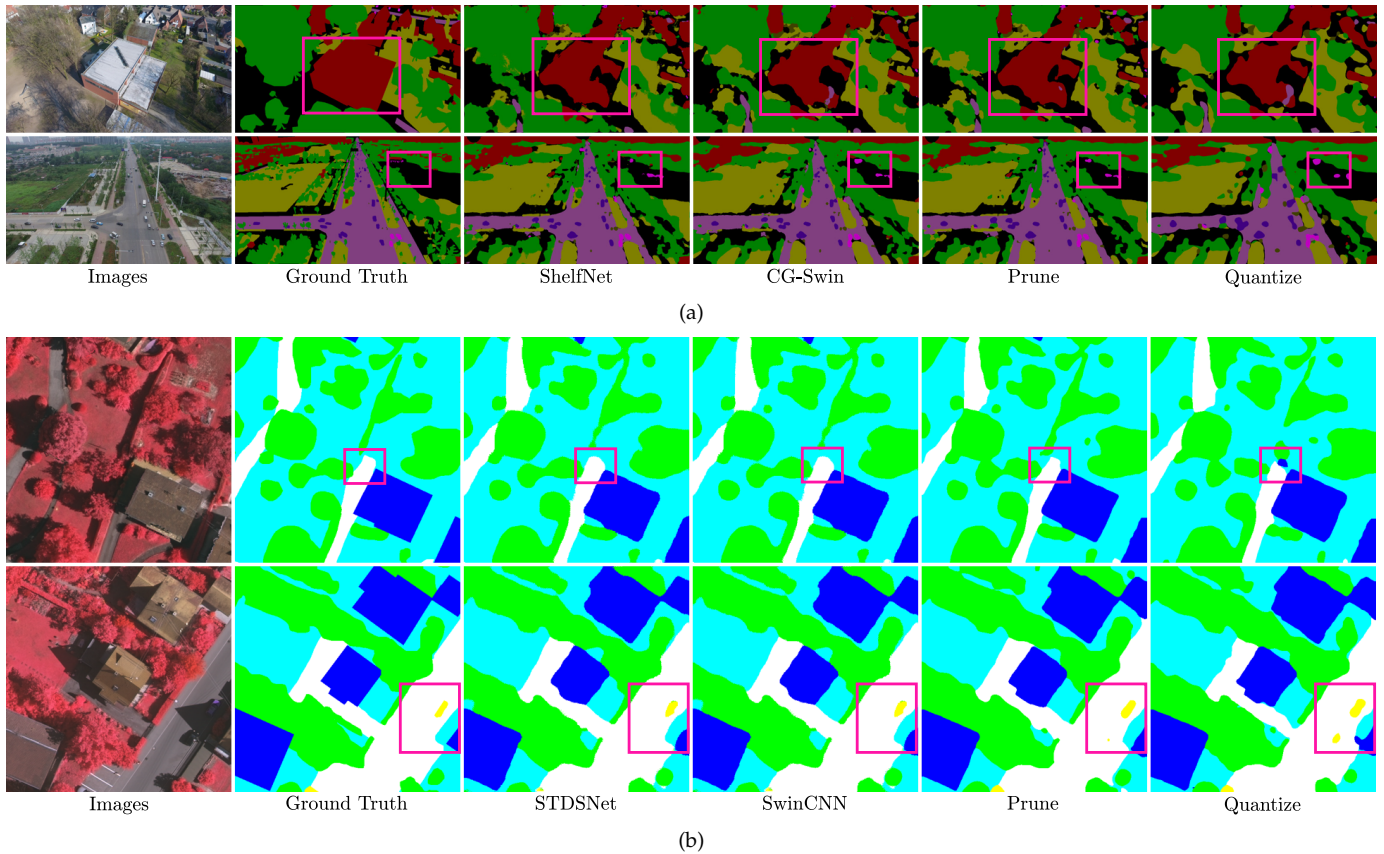 Images Ground Truth ShelfNet CG-Swin Prune Quantize
(a)
Images Ground Truth STDSNet SwinCNN Prune Quantize
(b)